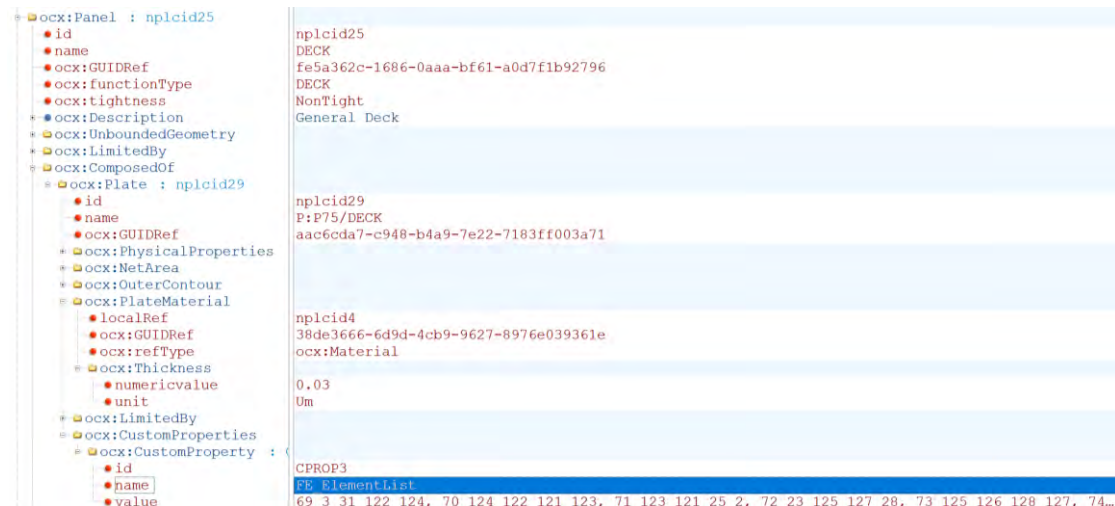 ocx:Panel : nplcid25
id nplcid25
name DECK
ocx:GUIDRef fe5a362c-1686-0aaa-bf61-a0d7f1b92796
ocx:functionType DECK
ocx:tightness NonTight
ocx:Description General Deck
ocx:UnboundedGeometry
ocx:LimitedBy
ocx:ComposedOf
ocx:Plate : nplcid29
id nplcid29
name P:P75/DECK
ocx:GUIDRef aac6cda7-c948-b4a9-7e22-7183ff003a71
ocx:PhysicalProperties
ocx:NetArea
ocx:OuterContour
ocx:PlateMaterial
localRef nplcid4
ocx:GUIDRef 38de3666-6d9d-4cb9-9627-8976e039361e
ocx:refType ocx:Material
ocx:Thickness
numericvalue 0.03
unit Um
ocx:LimitedBy
ocx:CustomProperties
ocx:CustomProperty : (
id CPROP3
name FE ElementList
value 69 3 31 122 124, 70 124 122 121 123, 71 123 121 25 2, 72 23 125 127 28, 73 125 126 128 127, 74…